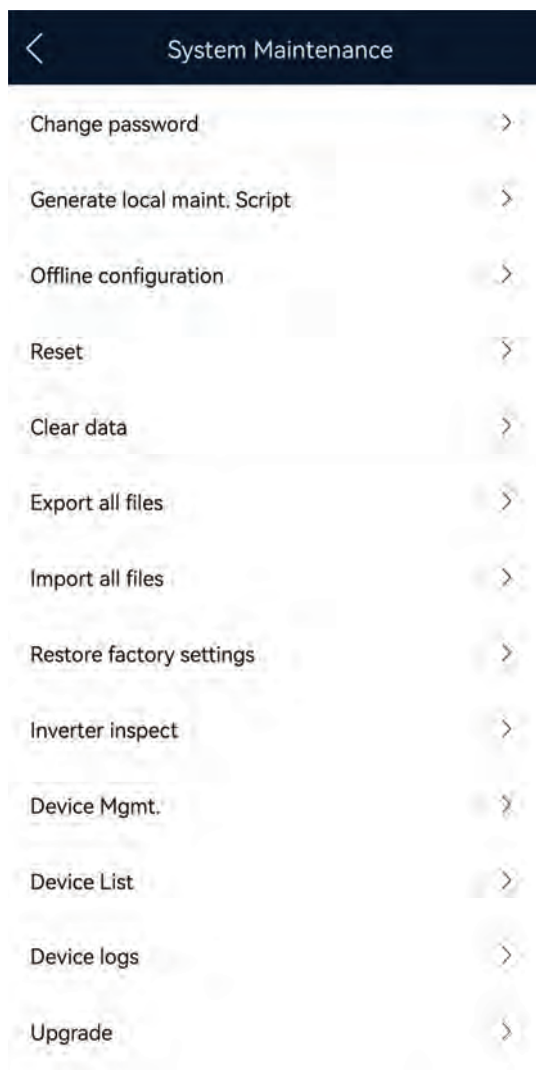 System Maintenance
Change password
Generate local maint. Script
Offline configuration
Reset
Clear data
Export all files
Import all files
Restore factory settings
Inverter inspect
Device Mgmt.
Device List
Device logs
Upgrade